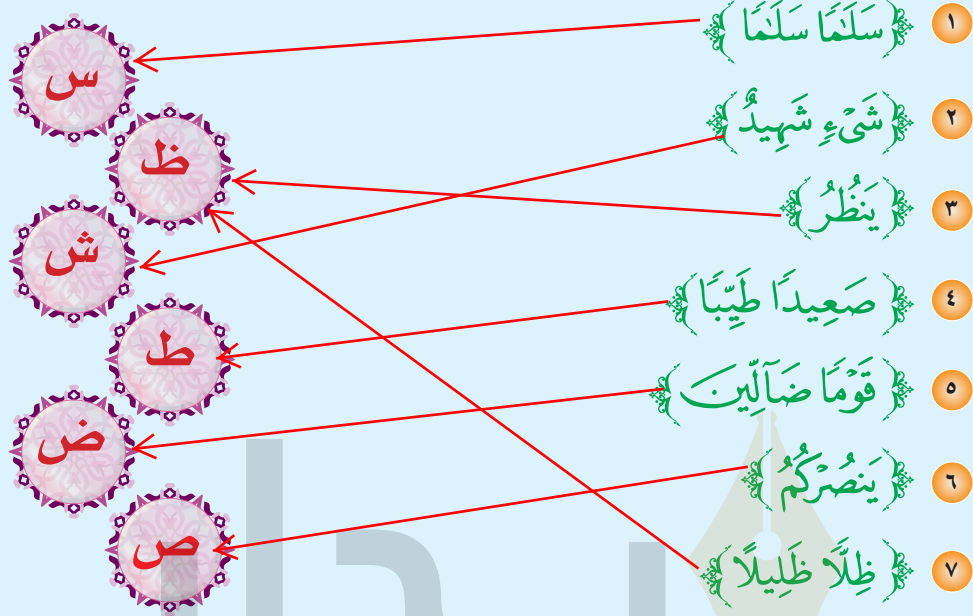 ١ ﴿سَلَٰمًا سَلَٰمًا﴾
٢ ﴿شَيْءٍ شَهِيدٌ﴾
٣ ﴿يَنظُرُ﴾
٤ ﴿صَعِيدًا طَيِّبًا﴾
٥ ﴿قَوْمًا ضَآلِّينَ﴾
٦ ﴿يَنصُرْكُمُ﴾
٧ ﴿ظِلًّا ظَلِيلًا﴾
س
ظ
ش
ط
ض
ص